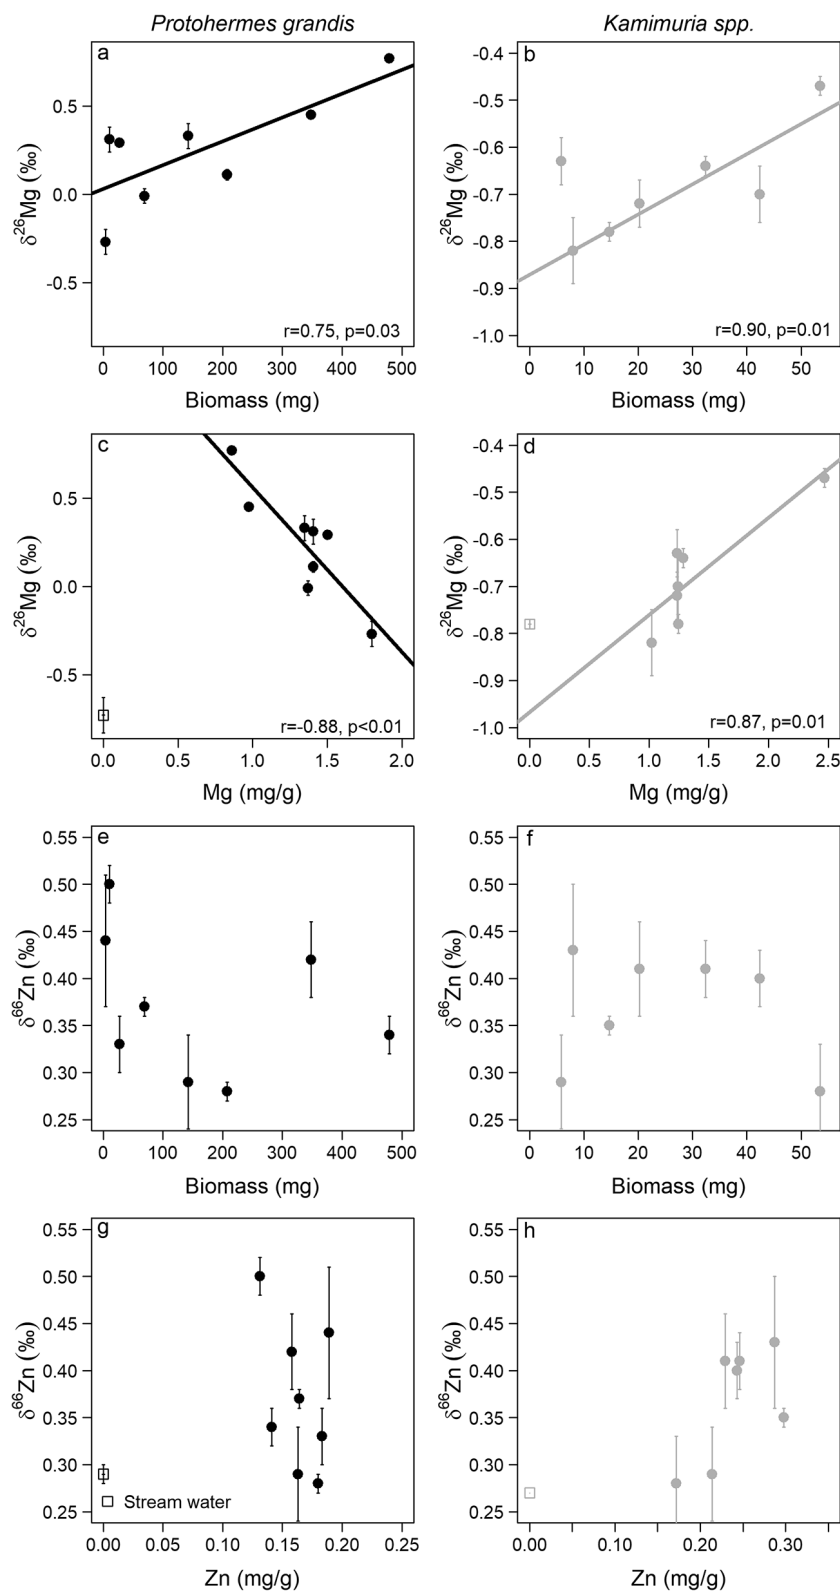 Protohermes grandis
Kamimuria spp.
a
0.5
0.0
-0.5
δ26Mg (‰)
r=0.75, p=0.03
0 100 200 300 400 500
Biomass (mg)
b
-0.4
-0.5
-0.6
-0.7
-0.8
-0.9
-1.0
δ26Mg (‰)
r=0.90, p=0.01
0 10 20 30 40 50
Biomass (mg)
c
0.5
0.0
-0.5
δ26Mg (‰)
r=-0.88, p<0.01
0.0 0.5 1.0 1.5 2.0
Mg (mg/g)
d
-0.4
-0.5
-0.6
-0.7
-0.8
-0.9
-1.0
δ26Mg (‰)
r=0.87, p=0.01
0.0 0.5 1.0 1.5 2.0 2.5
Mg (mg/g)
e
0.55
0.50
0.45
0.40
0.35
0.30
0.25
δ66Zn (‰)
0 100 200 300 400 500
Biomass (mg)
f
0.55
0.50
0.45
0.40
0.35
0.30
0.25
δ66Zn (‰)
0 10 20 30 40 50
Biomass (mg)
g
0.55
0.50
0.45
0.40
0.35
0.30
0.25
δ66Zn (‰)
Stream water
0.00 0.05 0.10 0.15 0.20 0.25
Zn (mg/g)
h
0.55
0.50
0.45
0.40
0.35
0.30
0.25
δ66Zn (‰)
0.00 0.10 0.20 0.30
Zn (mg/g)